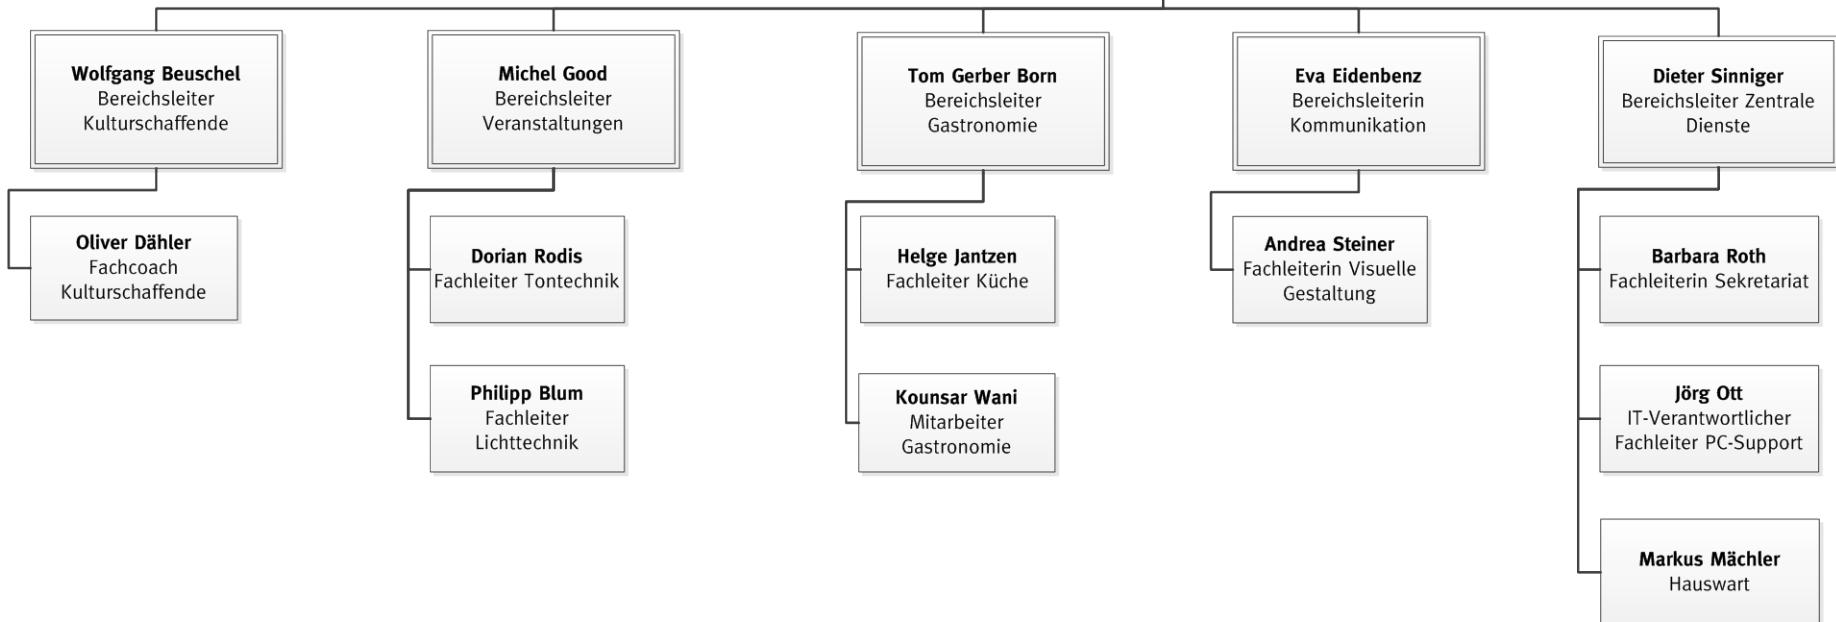 Wolfgang Beuschel
Bereichsleiter
Kulturschaffende
Michel Good
Bereichsleiter
Veranstaltungen
Tom Gerber Born
Bereichsleiter
Gastronomie
Eva Eidenbenz
Bereichsleiterin
Kommunikation
Dieter Sinniger
Bereichsleiter Zentrale
Dienste
Oliver Dähler
Fachcoach
Kulturschaffende
Dorian Rodis
Fachleiter Tontechnik
Helge Jantzen
Fachleiter Küche
Andrea Steiner
Fachleiterin Visuelle
Gestaltung
Barbara Roth
Fachleiterin Sekretariat
Philipp Blum
Fachleiter
Lichttechnik
Kounsar Wani
Mitarbeiter
Gastronomie
Jörg Ott
IT-Verantwortlicher
Fachleiter PC-Support
Markus Mächler
Hauswart